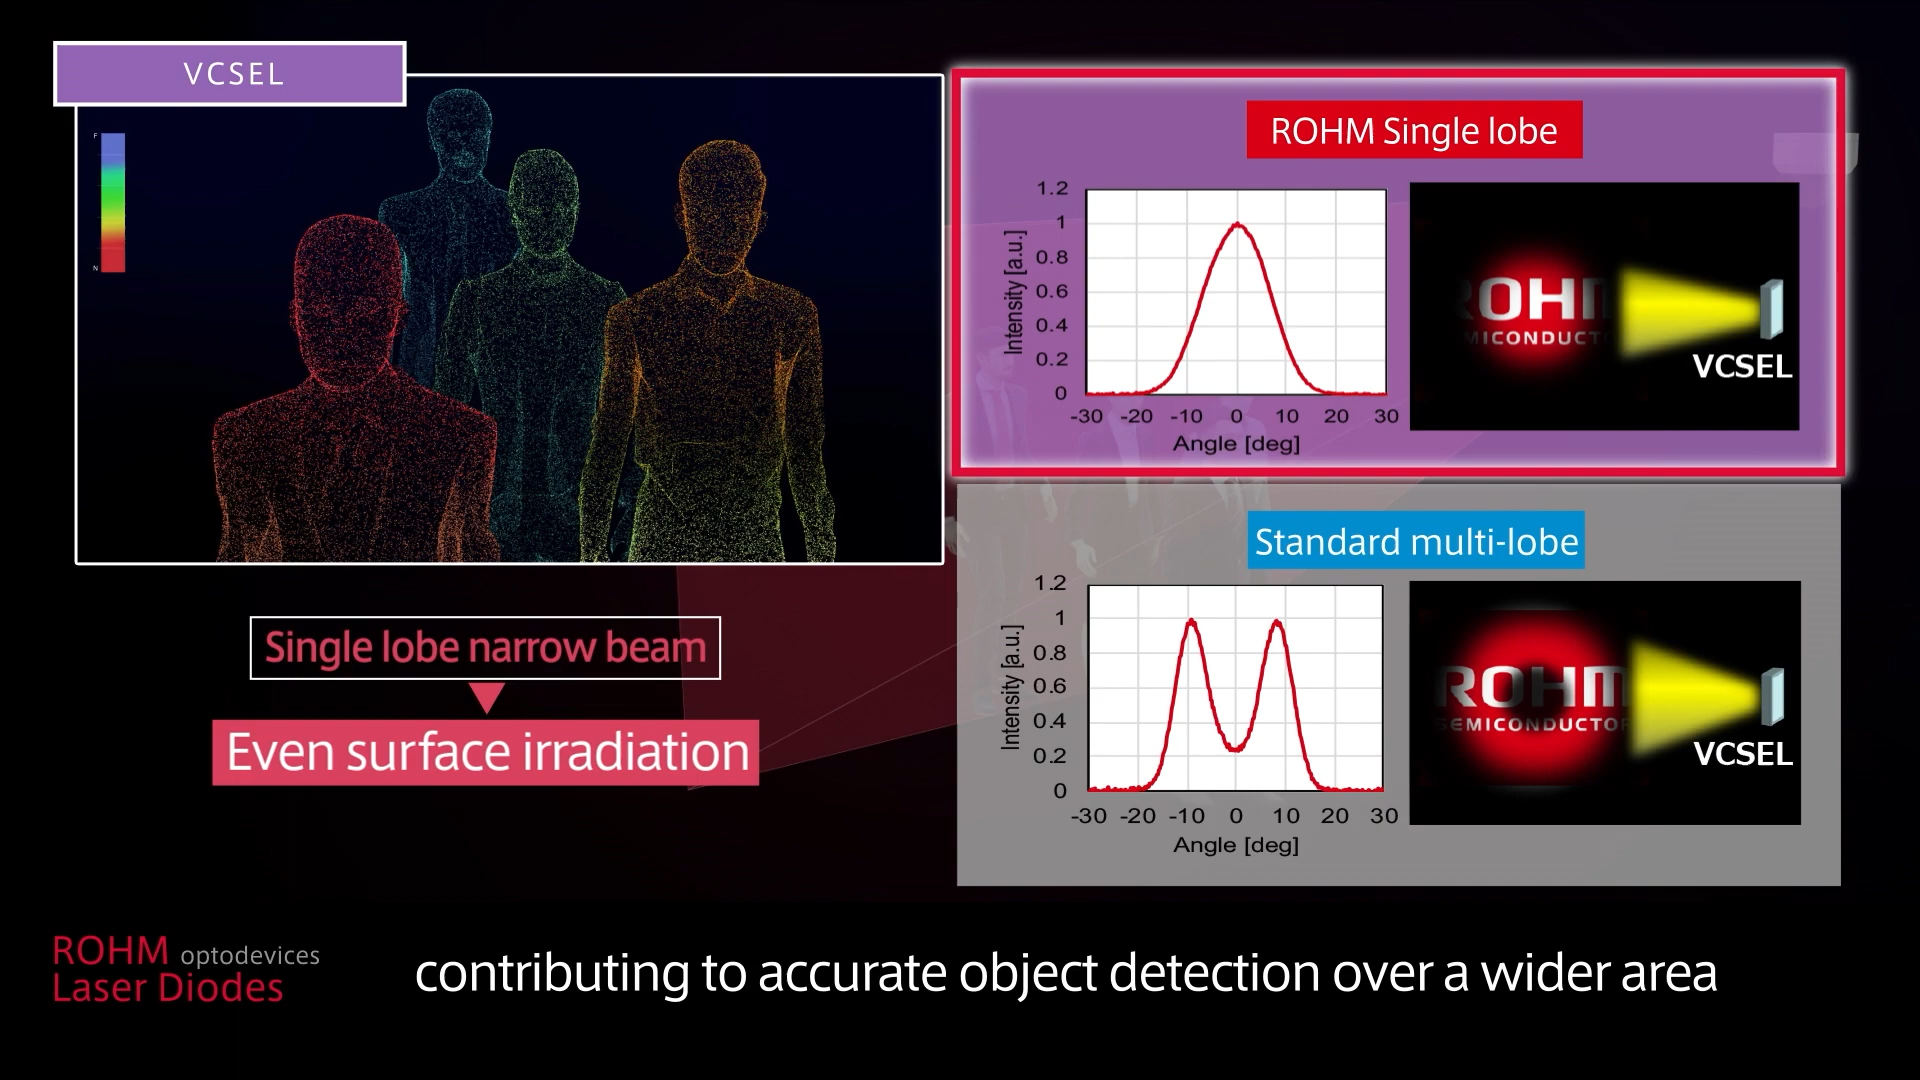 VCSEL
F
N
Single lobe narrow beam
Even surface irradiation
ROHM Single lobe
1.2
1
0.8
0.6
0.4
0.2
0
Intensity [a.u.]
-30 -20 -10 0 10 20 30
Angle [deg]
ROHM
EMICONDUCT
VCSEL
Standard multi-lobe
1.2
1
0.8
0.6
0.4
0.2
0
Intensity [a.u.]
-30 -20 -10 0 10 20 30
Angle [deg]
ROHM
SEMICONDUCTOR
VCSEL
ROHM optodevices
Laser Diodes
contributing to accurate object detection over a wider area